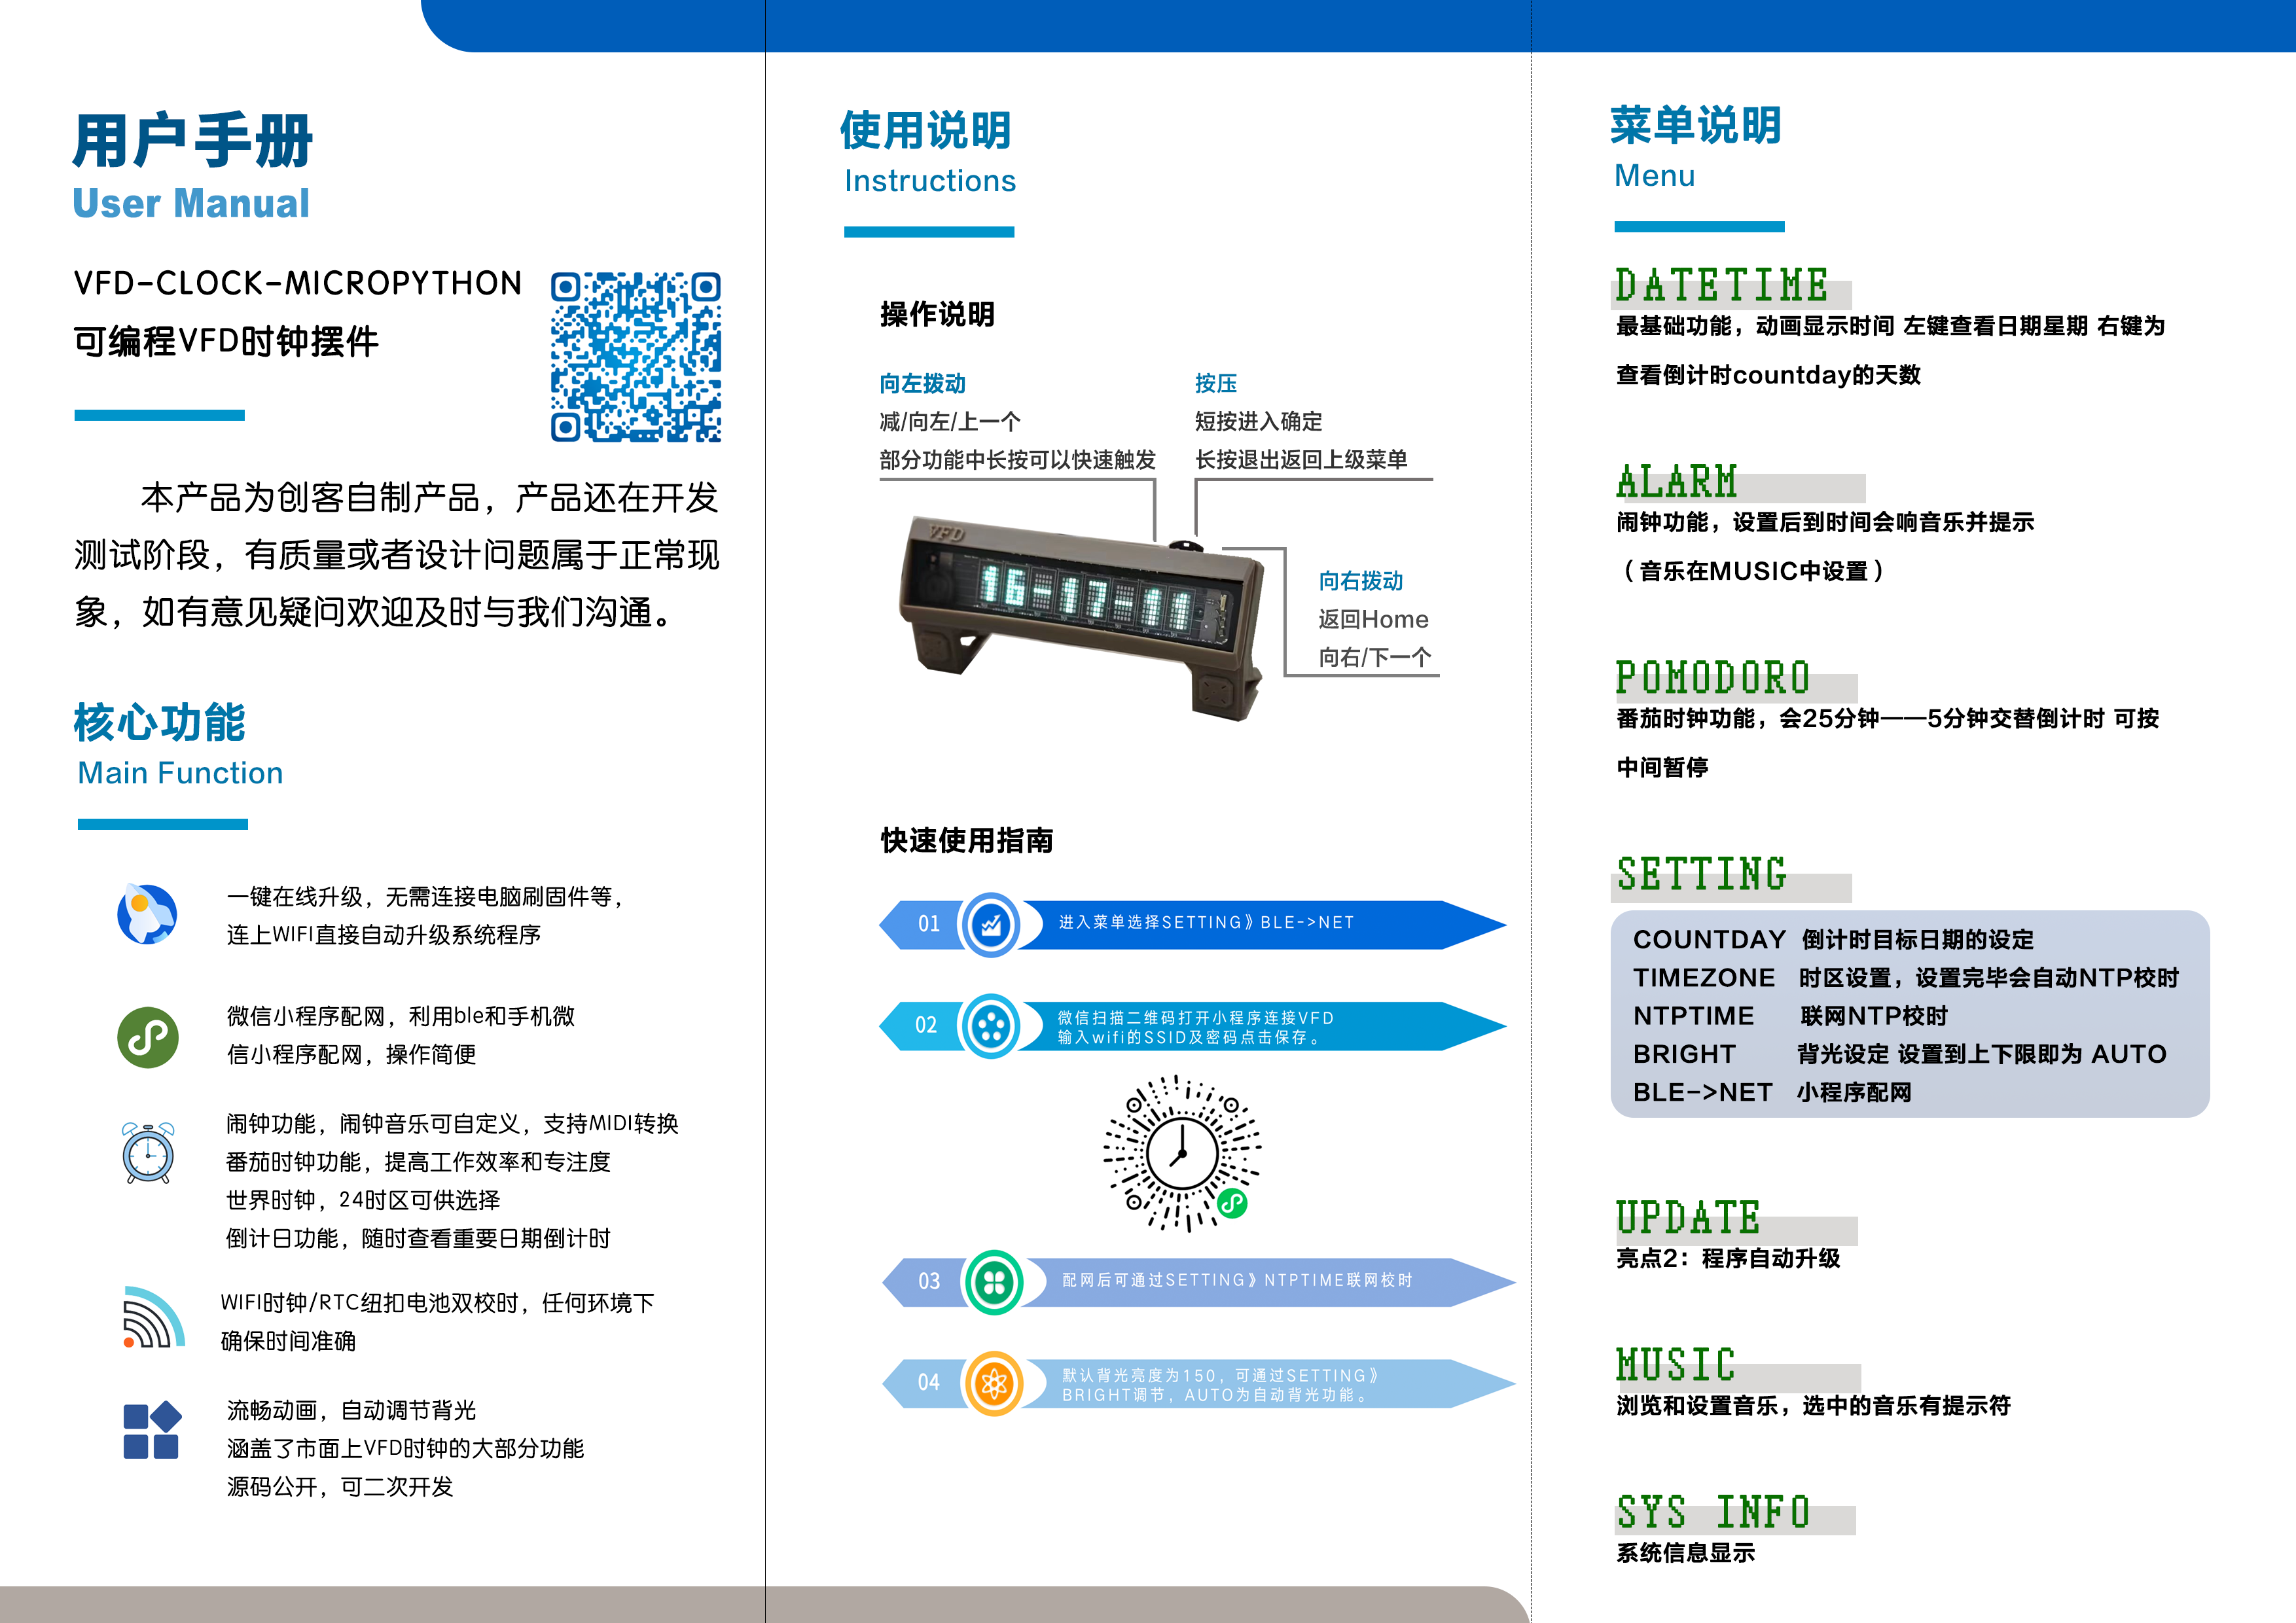 用户手册
User Manual
VFD-CLOCK-MICROPYTHON
可编程VFD时钟摆件
本产品为创客自制产品，产品还在开发
测试阶段，有质量或者设计问题属于正常现
象，如有意见疑问欢迎及时与我们沟通。
核心功能
Main Function
一键在线升级，无需连接电脑刷固件等，
连上WIFI直接自动升级系统程序
微信小程序配网，利用ble和手机微
信小程序配网，操作简便
闹钟功能，闹钟音乐可自定义，支持MIDI转换
番茄时钟功能，提高工作效率和专注度
世界时钟，24时区可供选择
倒计日功能，随时查看重要日期倒计时
WIFI时钟/RTC纽扣电池双校时，任何环境下
确保时间准确
流畅动画，自动调节背光
涵盖了市面上VFD时钟的大部分功能
源码公开，可二次开发
使用说明
Instructions
操作说明
向左拨动
减/向左/上一个
部分功能中长按可以快速触发
按压
短按进入确定
长按退出返回上级菜单
VFD
16-17-11
向右拨动
返回Home
向右/下一个
快速使用指南
01
进入菜单选择SETTING》BLE->NET
02
微信扫描二维码打开小程序连接VFD
输入wifi的SSID及密码点击保存。
03
配网后可通过SETTING》NTPTIME联网校时
04
默认背光亮度为150，可通过SETTING》
BRIGHT调节，AUTO为自动背光功能。
菜单说明
Menu
DATETIME
最基础功能，动画显示时间 左键查看日期星期 右键为
查看倒计时countday的天数
ALARM
闹钟功能，设置后到时间会响音乐并提示
（音乐在MUSIC中设置）
POMODORO
番茄时钟功能，会25分钟——5分钟交替倒计时 可按
中间暂停
SETTING
COUNTDAY 倒计时目标日期的设定
TIMEZONE 时区设置，设置完毕会自动NTP校时
NTPTIME 联网NTP校时
BRIGHT 背光设定 设置到上下限即为 AUTO
BLE->NET 小程序配网
UPDATE
亮点2：程序自动升级
MUSIC
浏览和设置音乐，选中的音乐有提示符
SYS INFO
系统信息显示